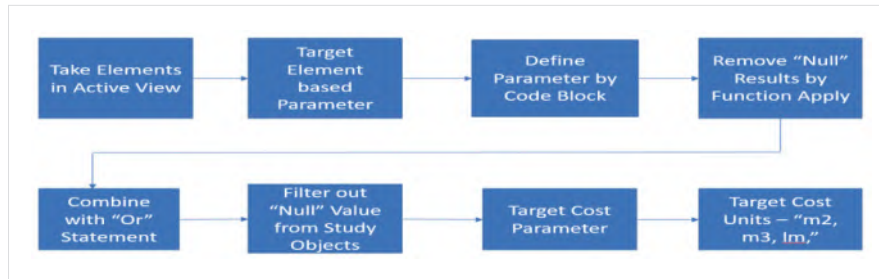 Take Elements
in Active View
Target
Element
based
Parameter
Define
Parameter by
Code Block
Remove “Null”
Results by
Function Apply
Combine
with “Or”
Statement
Filter out
“Null” Value
from Study
Objects
Target Cost
Parameter
Target Cost
Units – “m2,
m3, lm,”